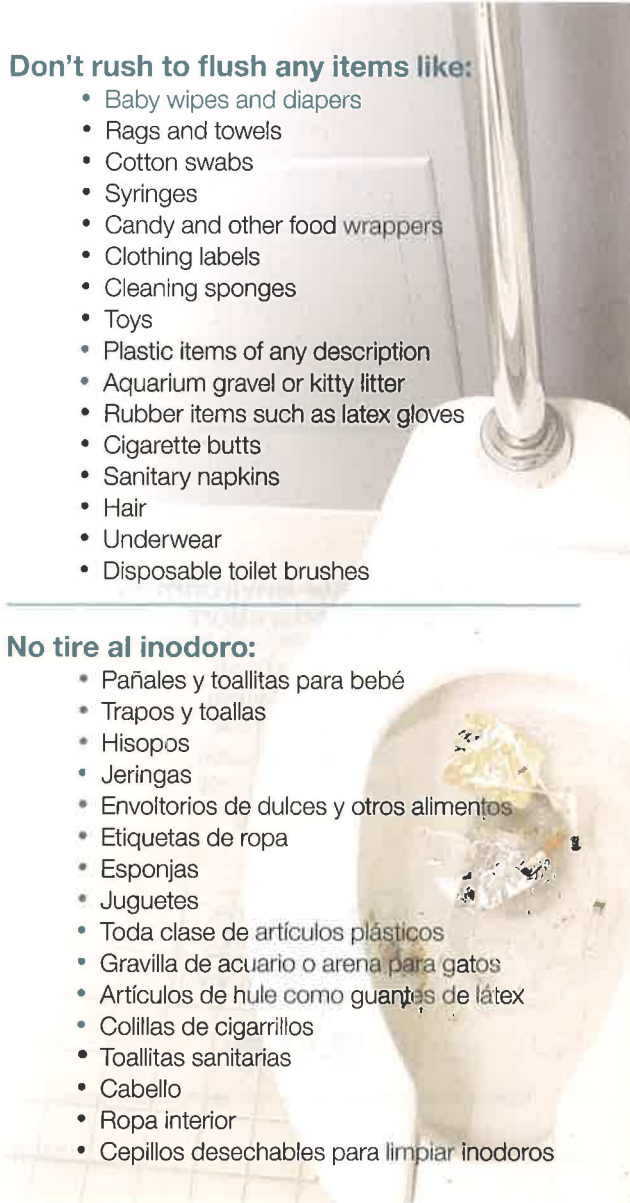 Don't rush to flush any items like:
• Baby wipes and diapers
• Rags and towels
• Cotton swabs
• Syringes
• Candy and other food wrappers
• Clothing labels
• Cleaning sponges
• Toys
• Plastic items of any description
• Aquarium gravel or kitty litter
• Rubber items such as latex gloves
• Cigarette butts
• Sanitary napkins
• Hair
• Underwear
• Disposable toilet brushes
No tire al inodoro:
• Pañales y toallitas para bebé
• Trapos y toallas
• Hisopos
• Jeringas
• Envoltorios de dulces y otros alimentos
• Etiquetas de ropa
• Esponjas
• Juguetes
• Toda clase de artículos plásticos
• Gravilla de acuario o arena para gatos
• Artículos de hule como guantes de látex
• Colillas de cigarrillos
• Toallitas sanitarias
• Cabello
• Ropa interior
• Cepillos desechables para limpiar inodoros